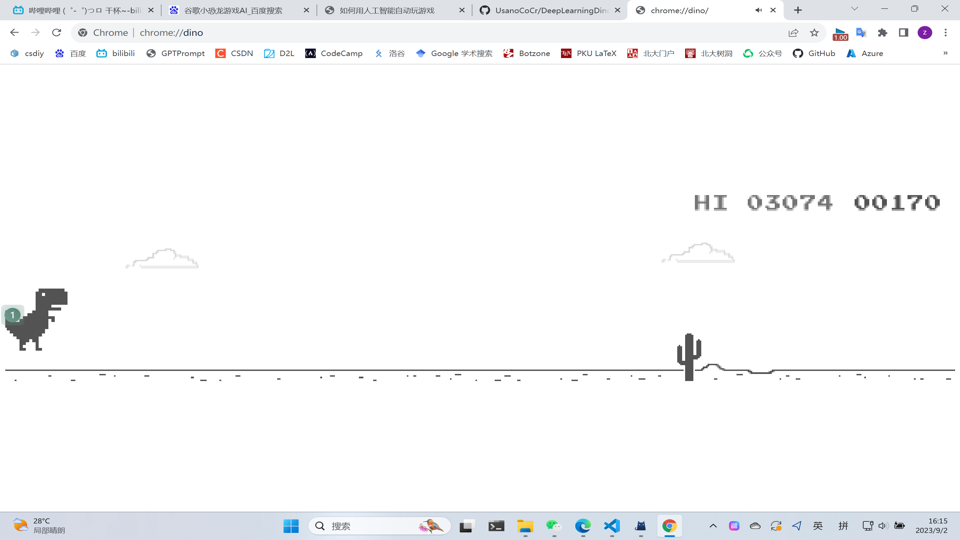 哔哩哔哩 (゜-゜)つロ 干杯~-bili
谷歌小恐龙游戏AI_百度搜索
如何用人工智能自动玩游戏
UsanoCoCr/DeepLearningDin
chrome://dino/
Chrome | chrome://dino
1.00
z
csdiy
百度
bilibili
GPTPrompt
CSDN
D2L
CodeCamp
洛谷
Google 学术搜索
Botzone
PKU LaTeX
北大门户
北大树洞
公众号
GitHub
Azure
»
HI 03074 00170
1
28°C
局部晴朗
搜索
英
拼
16:15
2023/9/2